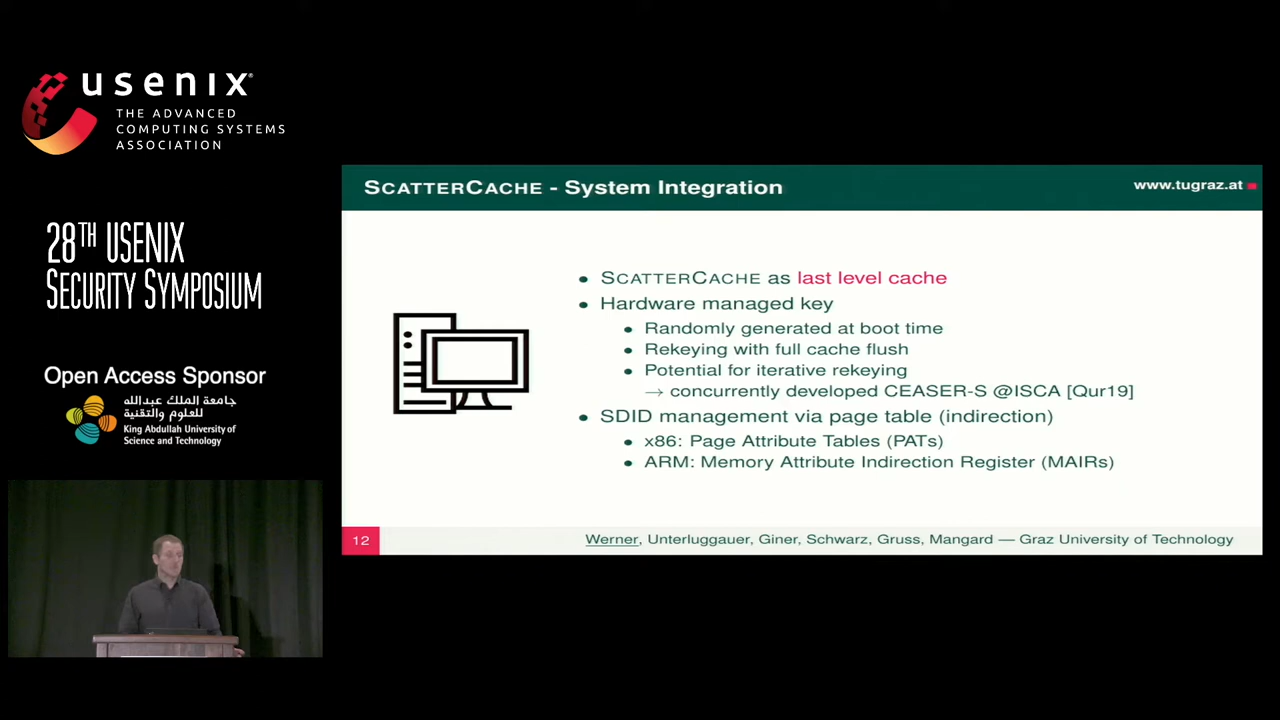 usenix
THE ADVANCED
COMPUTING SYSTEMS
ASSOCIATION
28TH USENIX
SECURITY SYMPOSIUM
Open Access Sponsor
جامعة الملك عبدالله
للعلوم والتقنية
King Abdullah University of
Science and Technology
SCATTERCACHE - System Integration
www.tugraz.at
• SCATTERCACHE as last level cache
• Hardware managed key
• Randomly generated at boot time
• Rekeying with full cache flush
• Potential for iterative rekeying
→ concurrently developed CEASER-S @ISCA [Qur19]
• SDID management via page table (indirection)
• x86: Page Attribute Tables (PATs)
• ARM: Memory Attribute Indirection Register (MAIRs)
12
Werner, Unterluggauer, Giner, Schwarz, Gruss, Mangard — Graz University of Technology